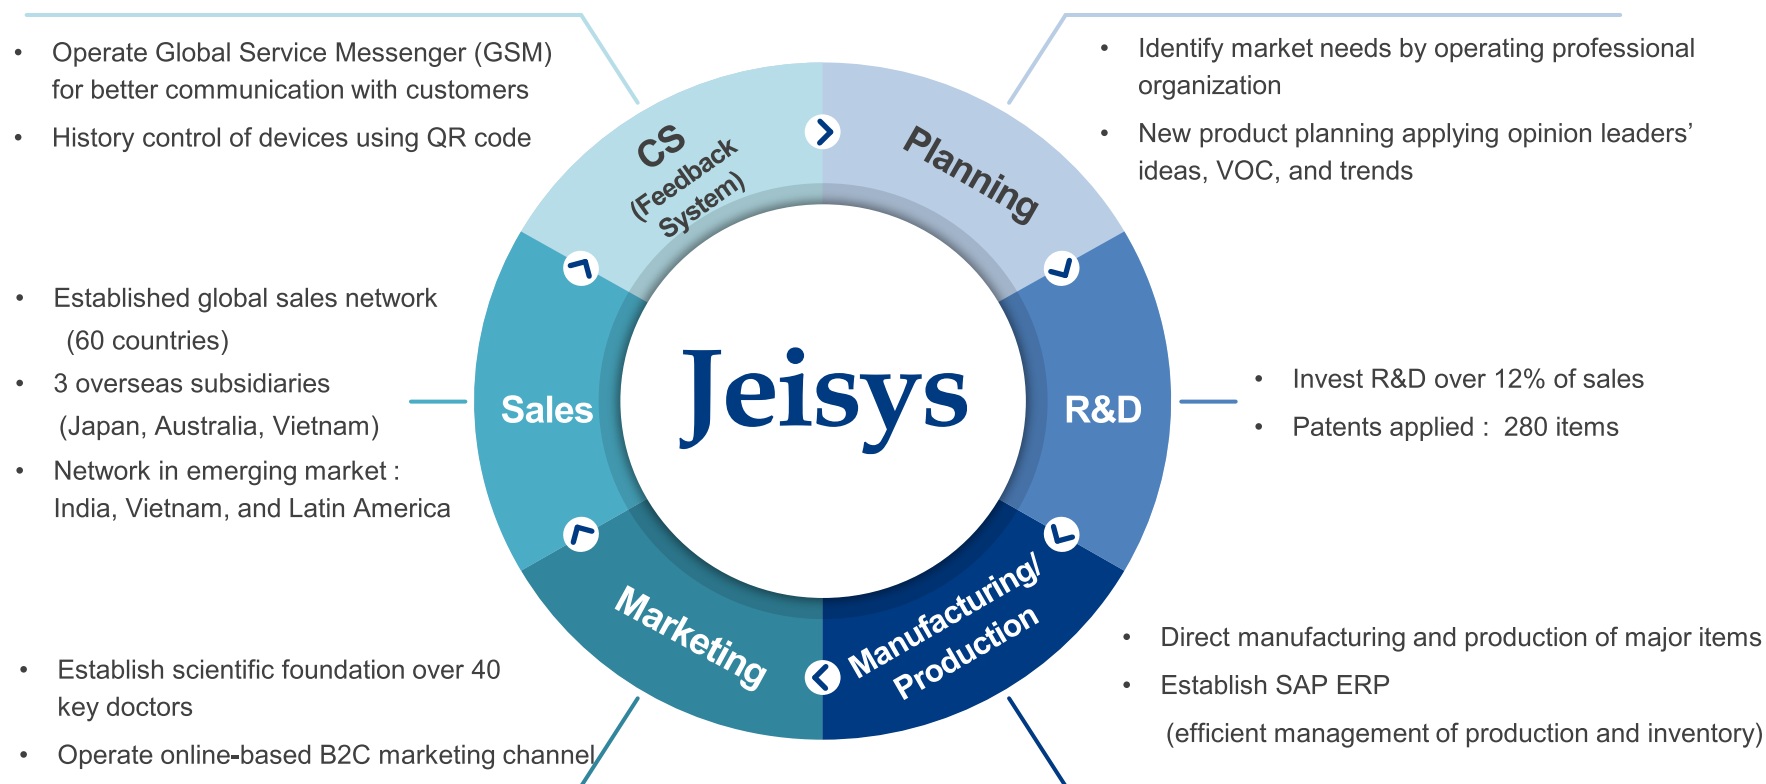 • Operate Global Service Messenger (GSM)
for better communication with customers
• History control of devices using QR code
• Identify market needs by operating professional
organization
• New product planning applying opinion leaders’
ideas, VOC, and trends
CS
(Feedback
System)
Planning
• Established global sales network
(60 countries)
• 3 overseas subsidiaries
(Japan, Australia, Vietnam)
• Network in emerging market :
India, Vietnam, and Latin America
Sales
Jeisys
R&D
• Invest R&D over 12% of sales
• Patents applied : 280 items
Marketing
Manufacturing/
Production
• Establish scientific foundation over 40
key doctors
• Operate online-based B2C marketing channel
• Direct manufacturing and production of major items
• Establish SAP ERP
(efficient management of production and inventory)